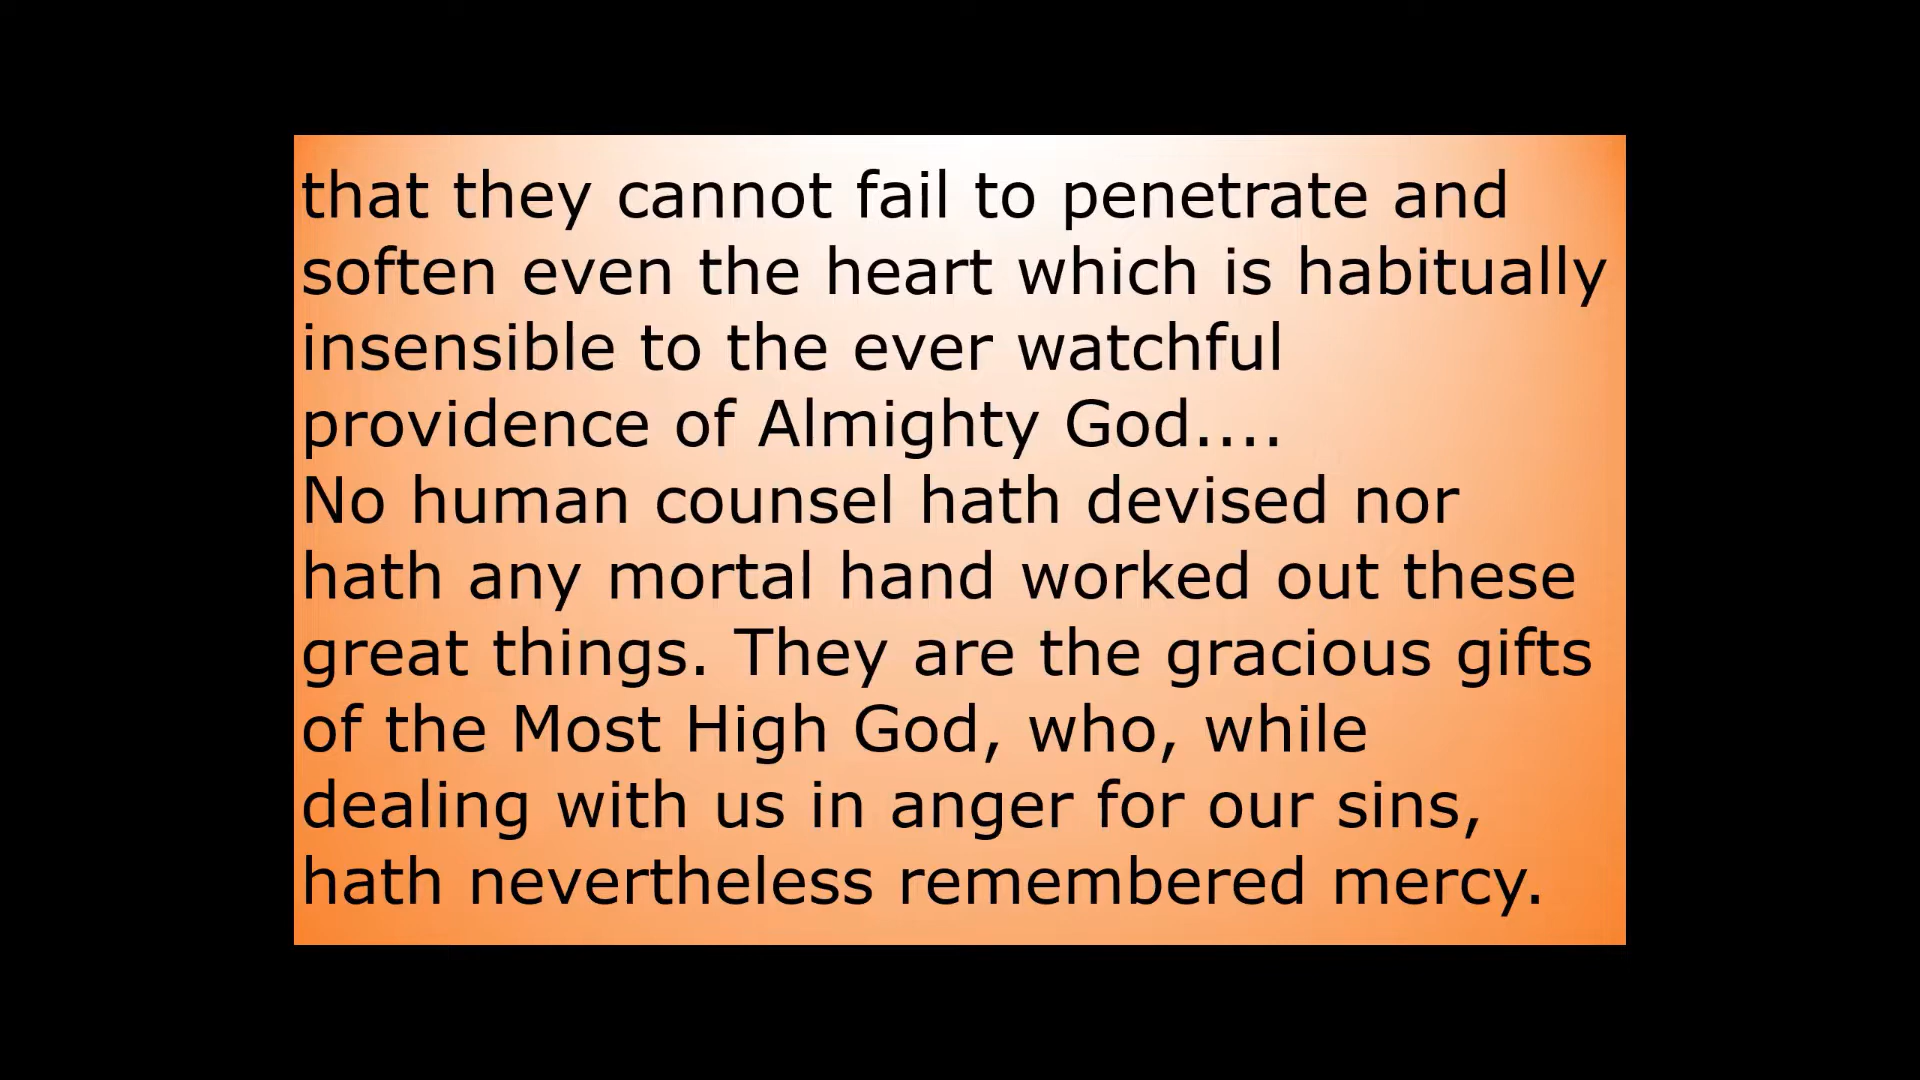 that they cannot fail to penetrate and
soften even the heart which is habitually
insensible to the ever watchful
providence of Almighty God....
No human counsel hath devised nor
hath any mortal hand worked out these
great things. They are the gracious gifts
of the Most High God, who, while
dealing with us in anger for our sins,
hath nevertheless remembered mercy.